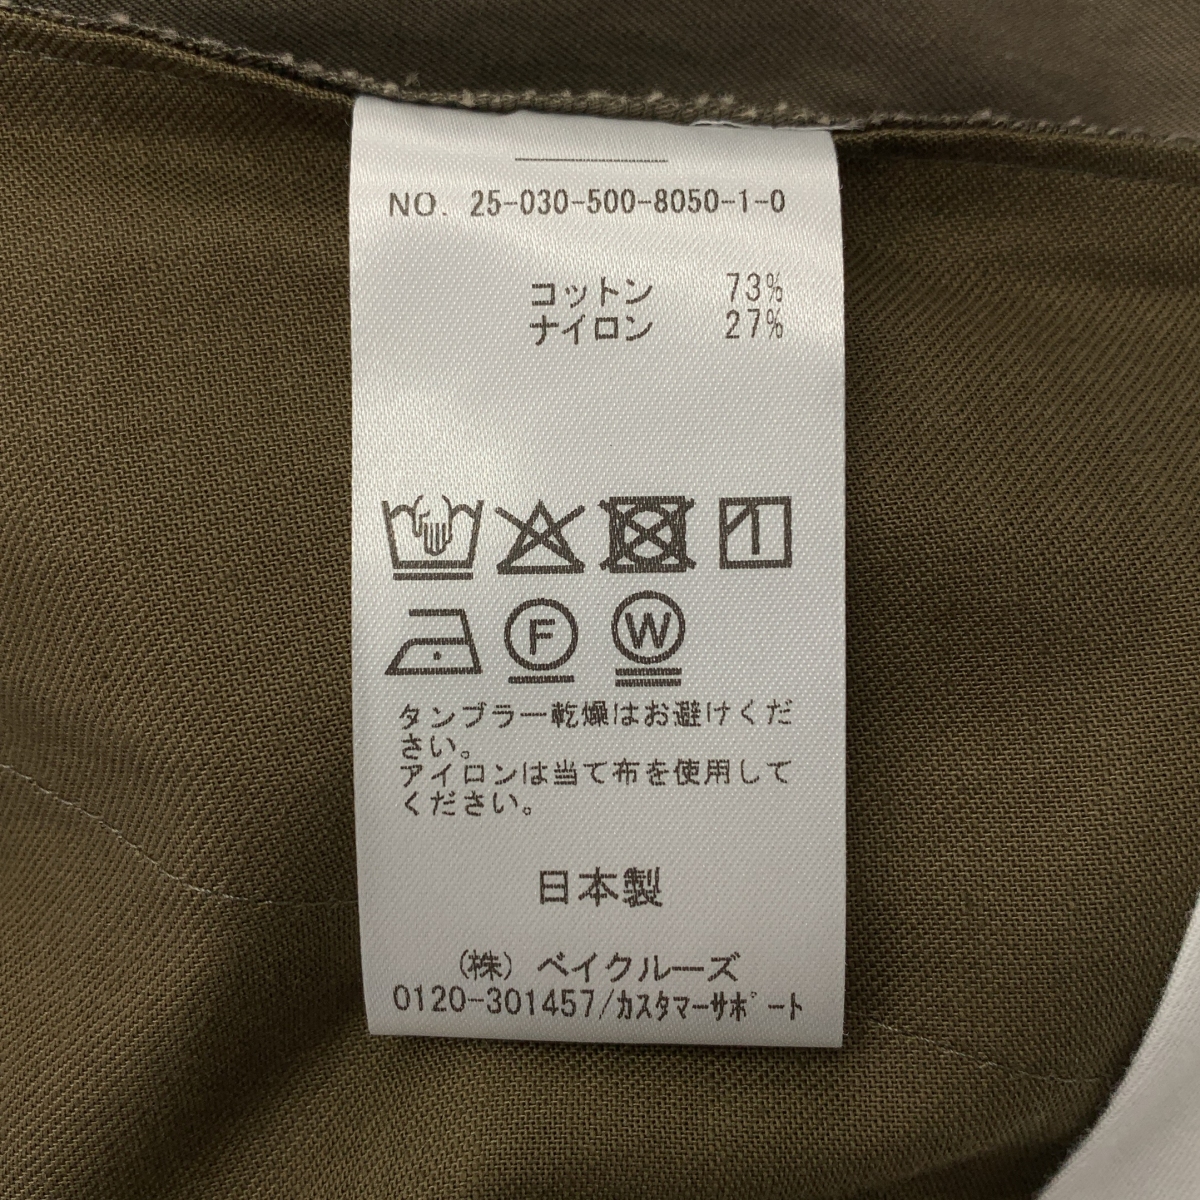 NO. 25-030-500-8050-1-0
コットン 73%
ナイロン 27%
F W
タンブラー乾燥はお避けくだ
さい。
アイロンは当て布を使用して
ください。
日本製
(株) ベイクルーズ
0120-301457/ｶｽﾀﾏｰｻﾎﾟｰﾄ